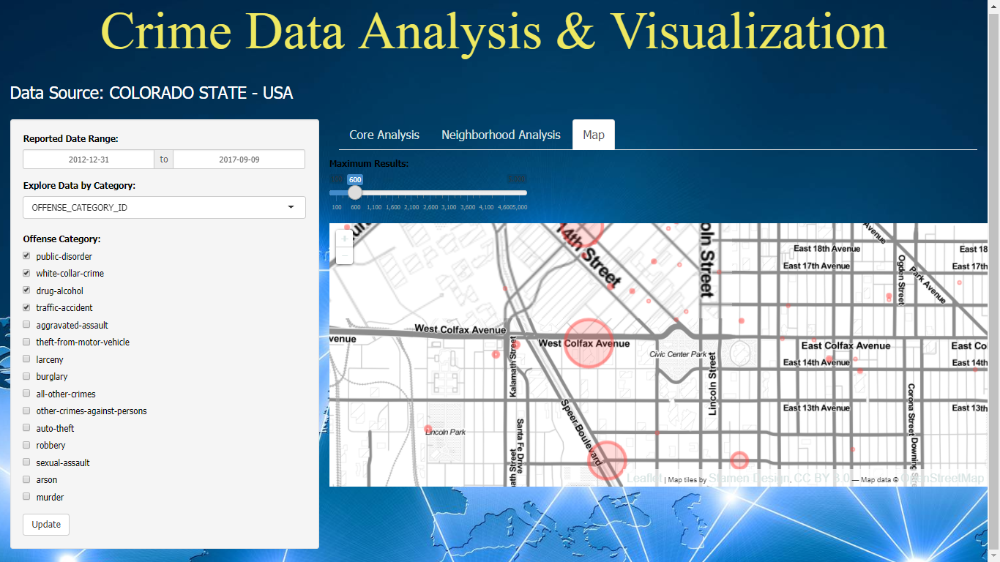 Crime Data Analysis & Visualization
Data Source: COLORADO STATE - USA
Reported Date Range:
2012-12-31 to 2017-09-09
Explore Data by Category:
OFFENSE_CATEGORY_ID
Offense Category:
public-disorder
white-collar-crime
drug-alcohol
traffic-accident
aggravated-assault
theft-from-motor-vehicle
larceny
burglary
all-other-crimes
other-crimes-against-persons
auto-theft
robbery
sexual-assault
arson
murder
Update
Core Analysis Neighborhood Analysis Map
Maximum Results:
600
100 600 1,100 1,600 2,100 2,600 3,100 3,600 4,100 4,600 5,000
+
−
14th Street
oln Street
Avenue
East 18th Avenue
East 18
East 17th Avenue
East 17th
Ogden Street
Park Avenue
West Colfax Avenue
venue
West Colfax Avenue
Civic Center Park
East Colfax Avenue
East Co
Kalamath Street
Lincoln Street
East 14th Avenue
East 14th
East 13th Avenue
East 13th
Speer Boulevard
Santa Fe Drive
Corona Street
Downing
Lincoln Park
math Street
Leaflet | Map tiles by Stamen Design, CC BY 3.0 — Map data © OpenStreetMap